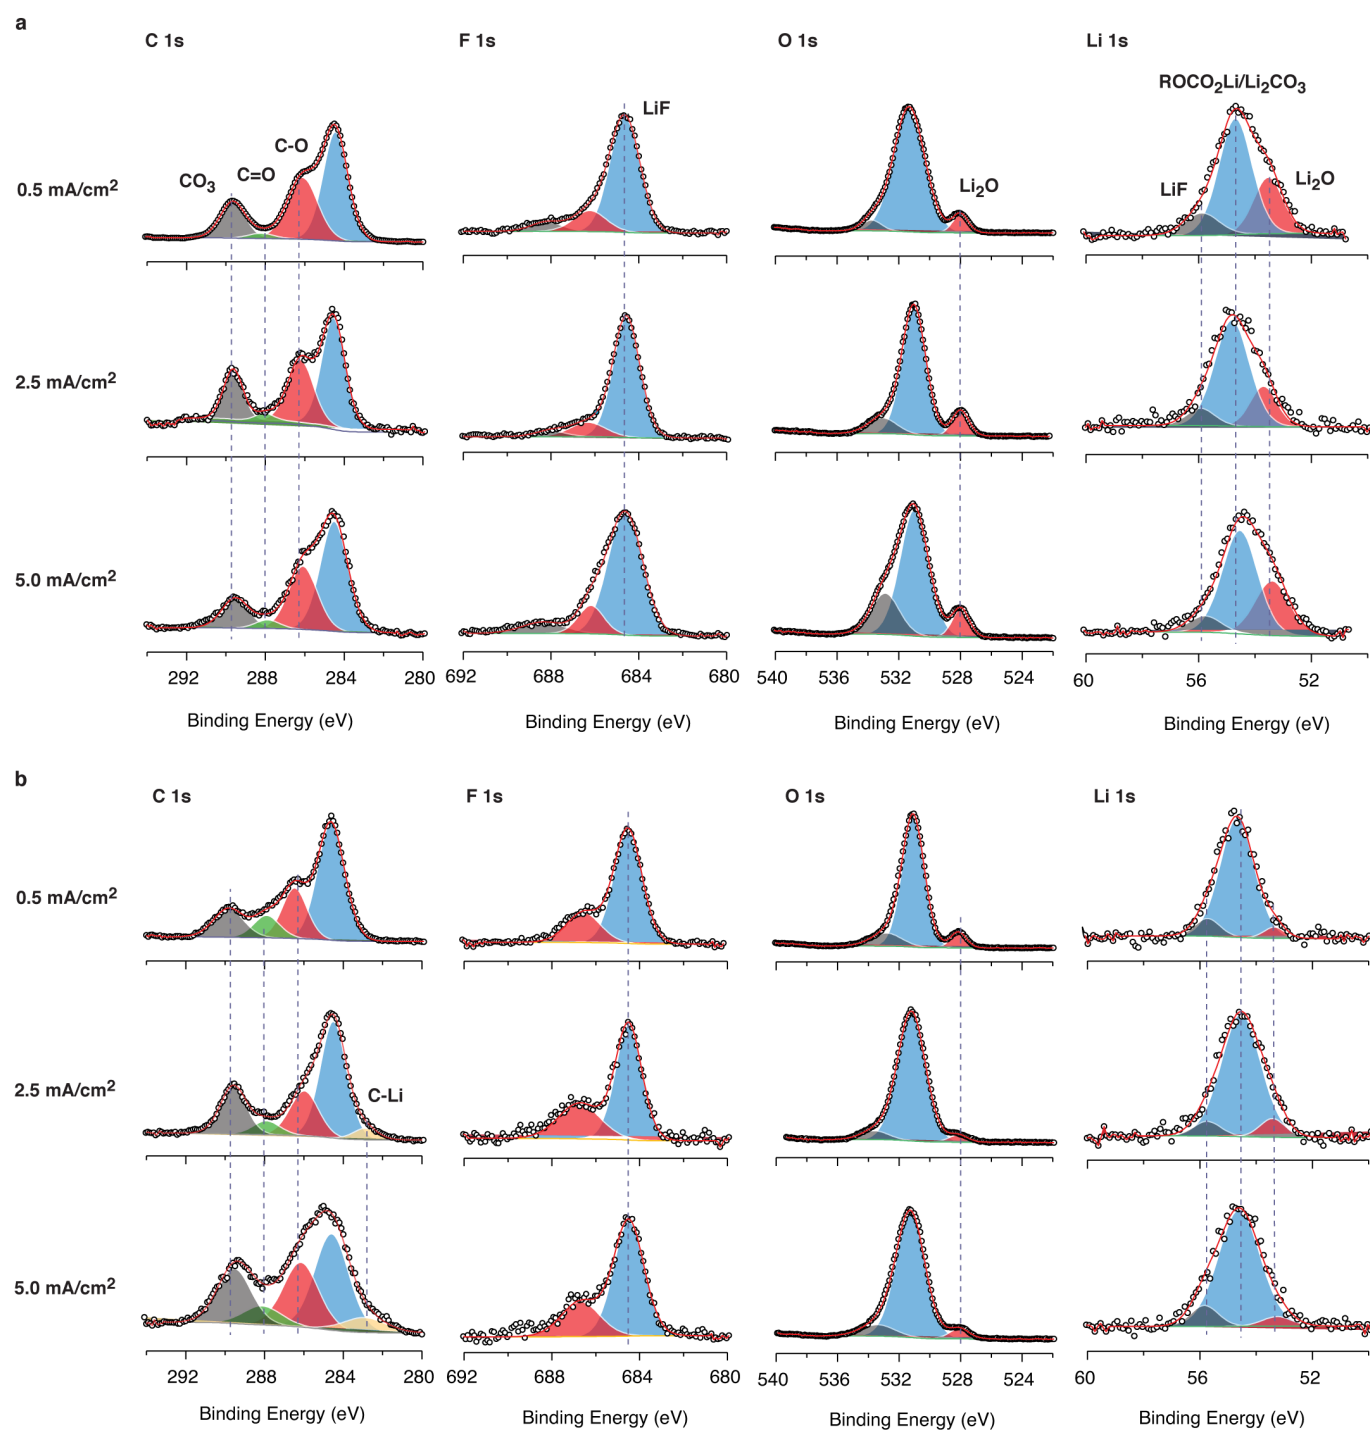 a
C 1s
F 1s
O 1s
Li 1s
ROCO₂Li/Li₂CO₃
LiF
C-O
C=O
CO₃
0.5 mA/cm²
Li₂O
LiF
Li₂O
2.5 mA/cm²
5.0 mA/cm²
292 288 284 280
692 688 684 680
540 536 531 528 524
60 56 52
Binding Energy (eV)
Binding Energy (eV)
Binding Energy (eV)
Binding Energy (eV)
b
C 1s
F 1s
O 1s
Li 1s
0.5 mA/cm²
2.5 mA/cm²
C-Li
5.0 mA/cm²
292 288 284 280
692 688 684 680
540 536 531 528 524
60 56 52
Binding Energy (eV)
Binding Energy (eV)
Binding Energy (eV)
Binding Energy (eV)